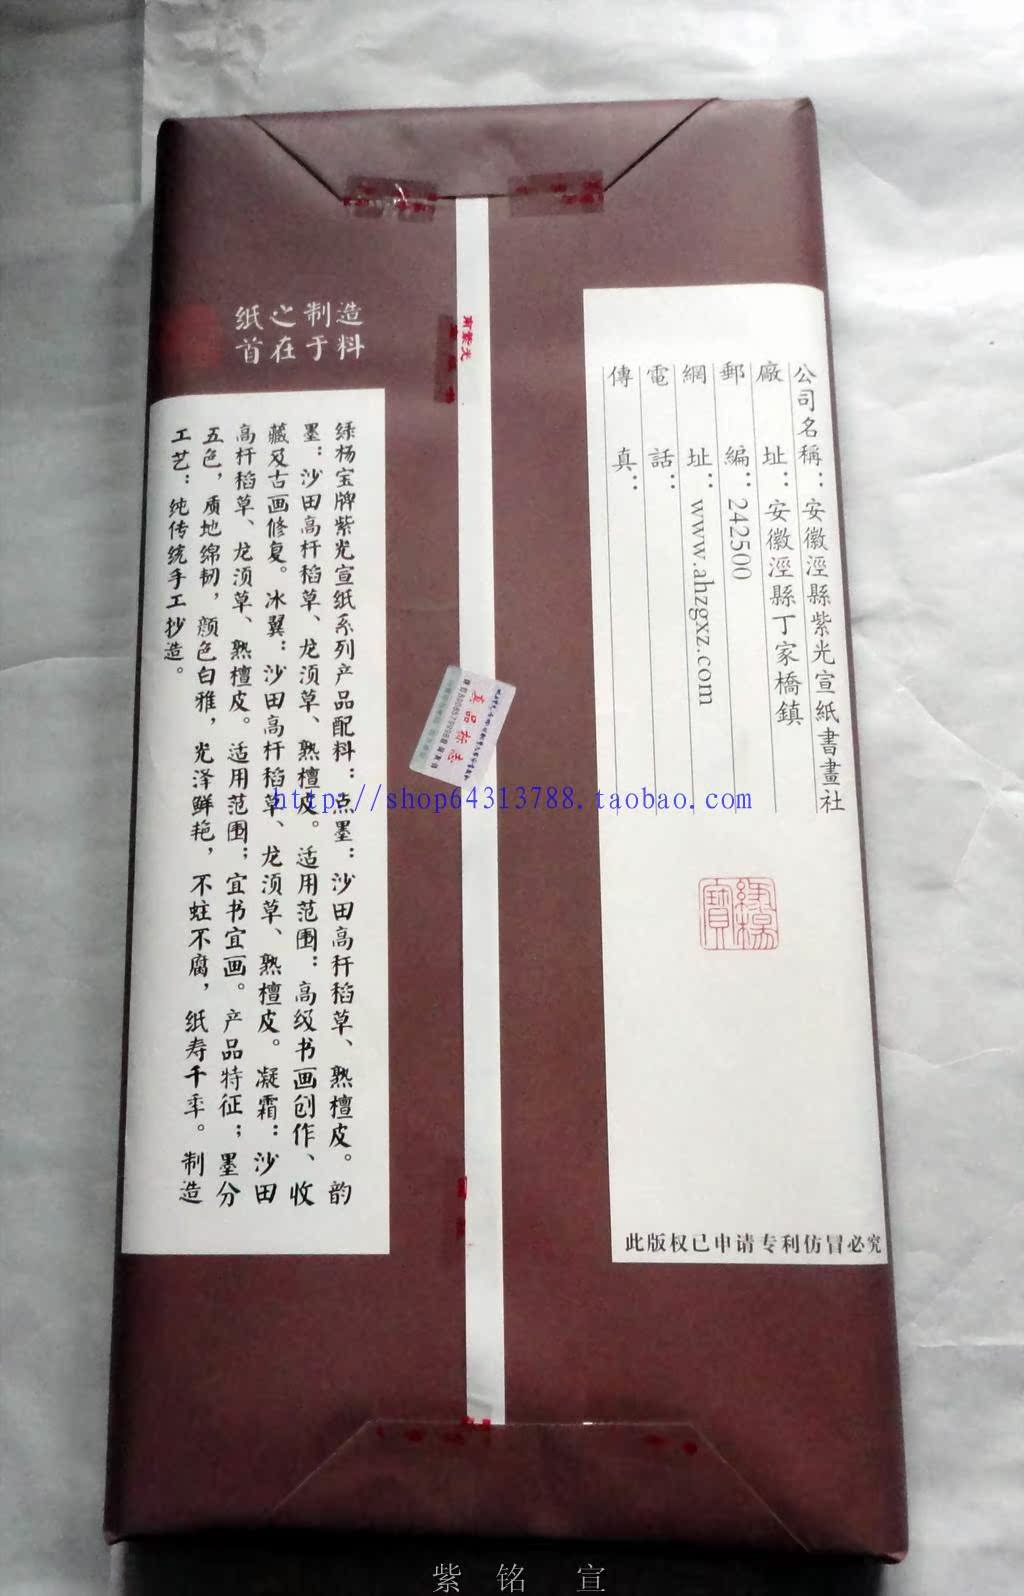 公司名稱：安徽涇縣紫光宣紙書畫社
廠址：安徽涇縣丁家橋鎮
郵編：242500
網址：www.ahzgxz.com
電話：
傳真：
綠楊寶
此版权已申请专利仿冒必究
纸之制造
首在于料
绿杨宝牌紫光宣纸系列产品配料：点墨：沙田高秆稻草、熟檀皮。韵
墨：沙田高杆稻草、龙须草、熟檀皮。适用范围：高级书画创作、收
藏及古画修复。冰翼：沙田高杆稻草、龙须草、熟檀皮。凝霜：沙田
高杆稻草、龙须草、熟檀皮。适用范围；宜书宜画。产品特征；墨分
五色，质地绵韧，颜色白雅，光泽鲜艳，不蛀不腐，纸寿千年。制造
工艺：纯传统手工抄造。
真品标志
http://shop64313788.taobao.com
紫铭宣